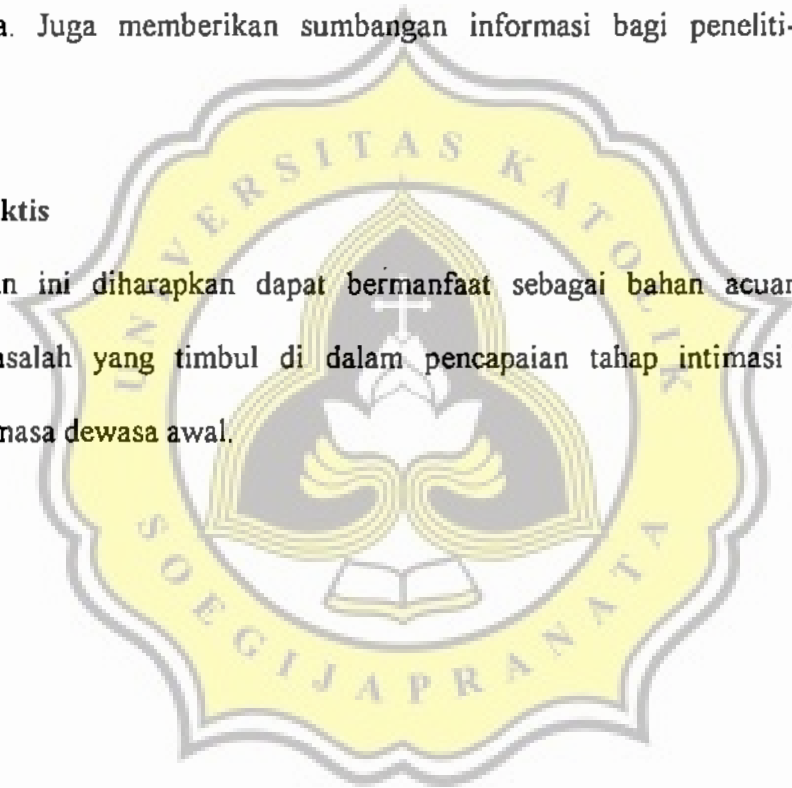 a. Juga memberikan sumbangan informasi bagi peneliti-
ktis
n ini diharapkan dapat bermanfaat sebagai bahan acuan
asalah yang timbul di dalam pencapaian tahap intimasi
masa dewasa awal.
UNIVERSITAS KATOLIK
SOEGIJAPRANATA